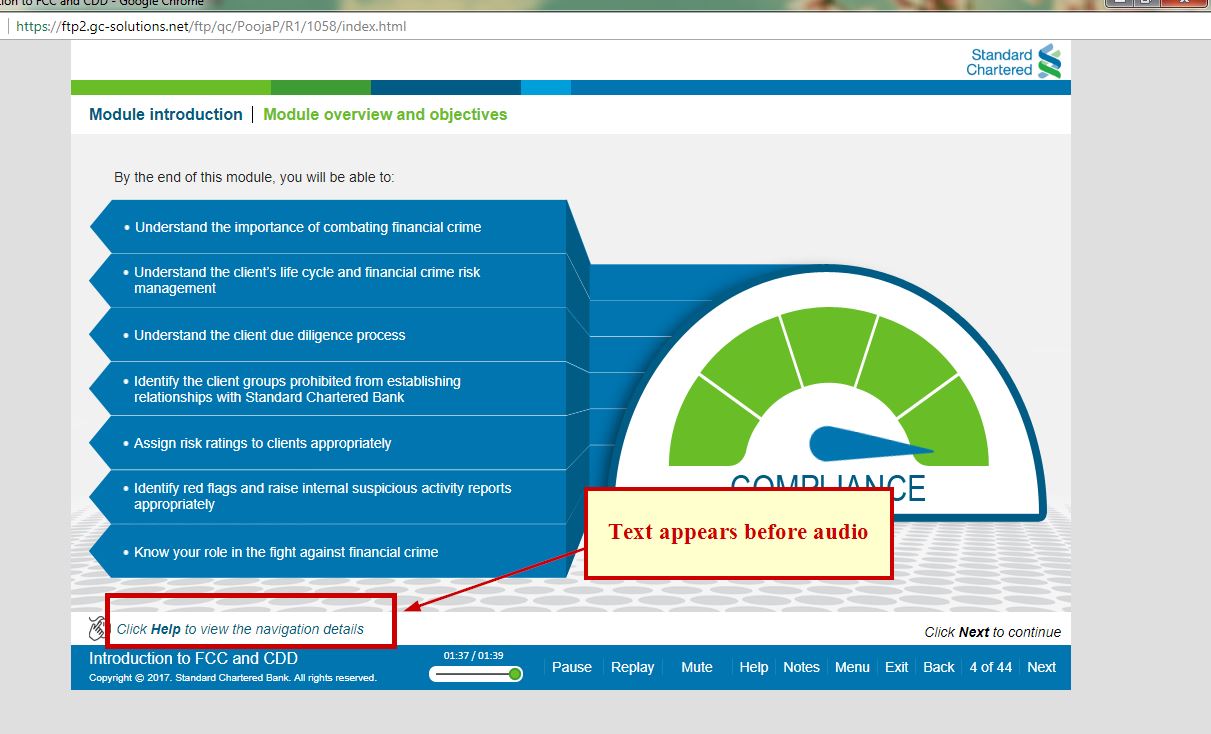 ion to FCC and CDD - Google Chrome
https://ftp2.gc-solutions.net/ftp/qc/PoojaP/R1/1058/index.html
Standard
Chartered
Module introduction | Module overview and objectives
By the end of this module, you will be able to:
• Understand the importance of combating financial crime
• Understand the client's life cycle and financial crime risk
management
• Understand the client due diligence process
• Identify the client groups prohibited from establishing
relationships with Standard Chartered Bank
• Assign risk ratings to clients appropriately
• Identify red flags and raise internal suspicious activity reports
appropriately
• Know your role in the fight against financial crime
COMPLIANCE
Text appears before audio
Click Help to view the navigation details
Click Next to continue
Introduction to FCC and CDD
Copyright © 2017. Standard Chartered Bank. All rights reserved.
01:37 / 01:39
Pause Replay Mute Help Notes Menu Exit Back 4 of 44 Next